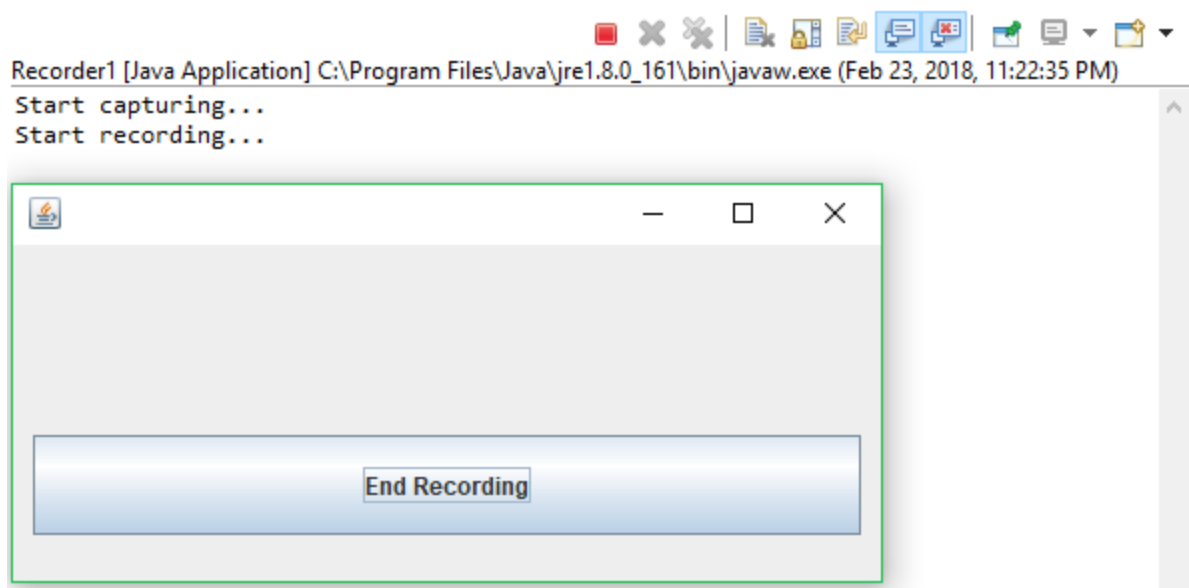 Recorder1 [Java Application] C:\Program Files\Java\jre1.8.0_161\bin\javaw.exe (Feb 23, 2018, 11:22:35 PM)
Start capturing...
Start recording...
End Recording